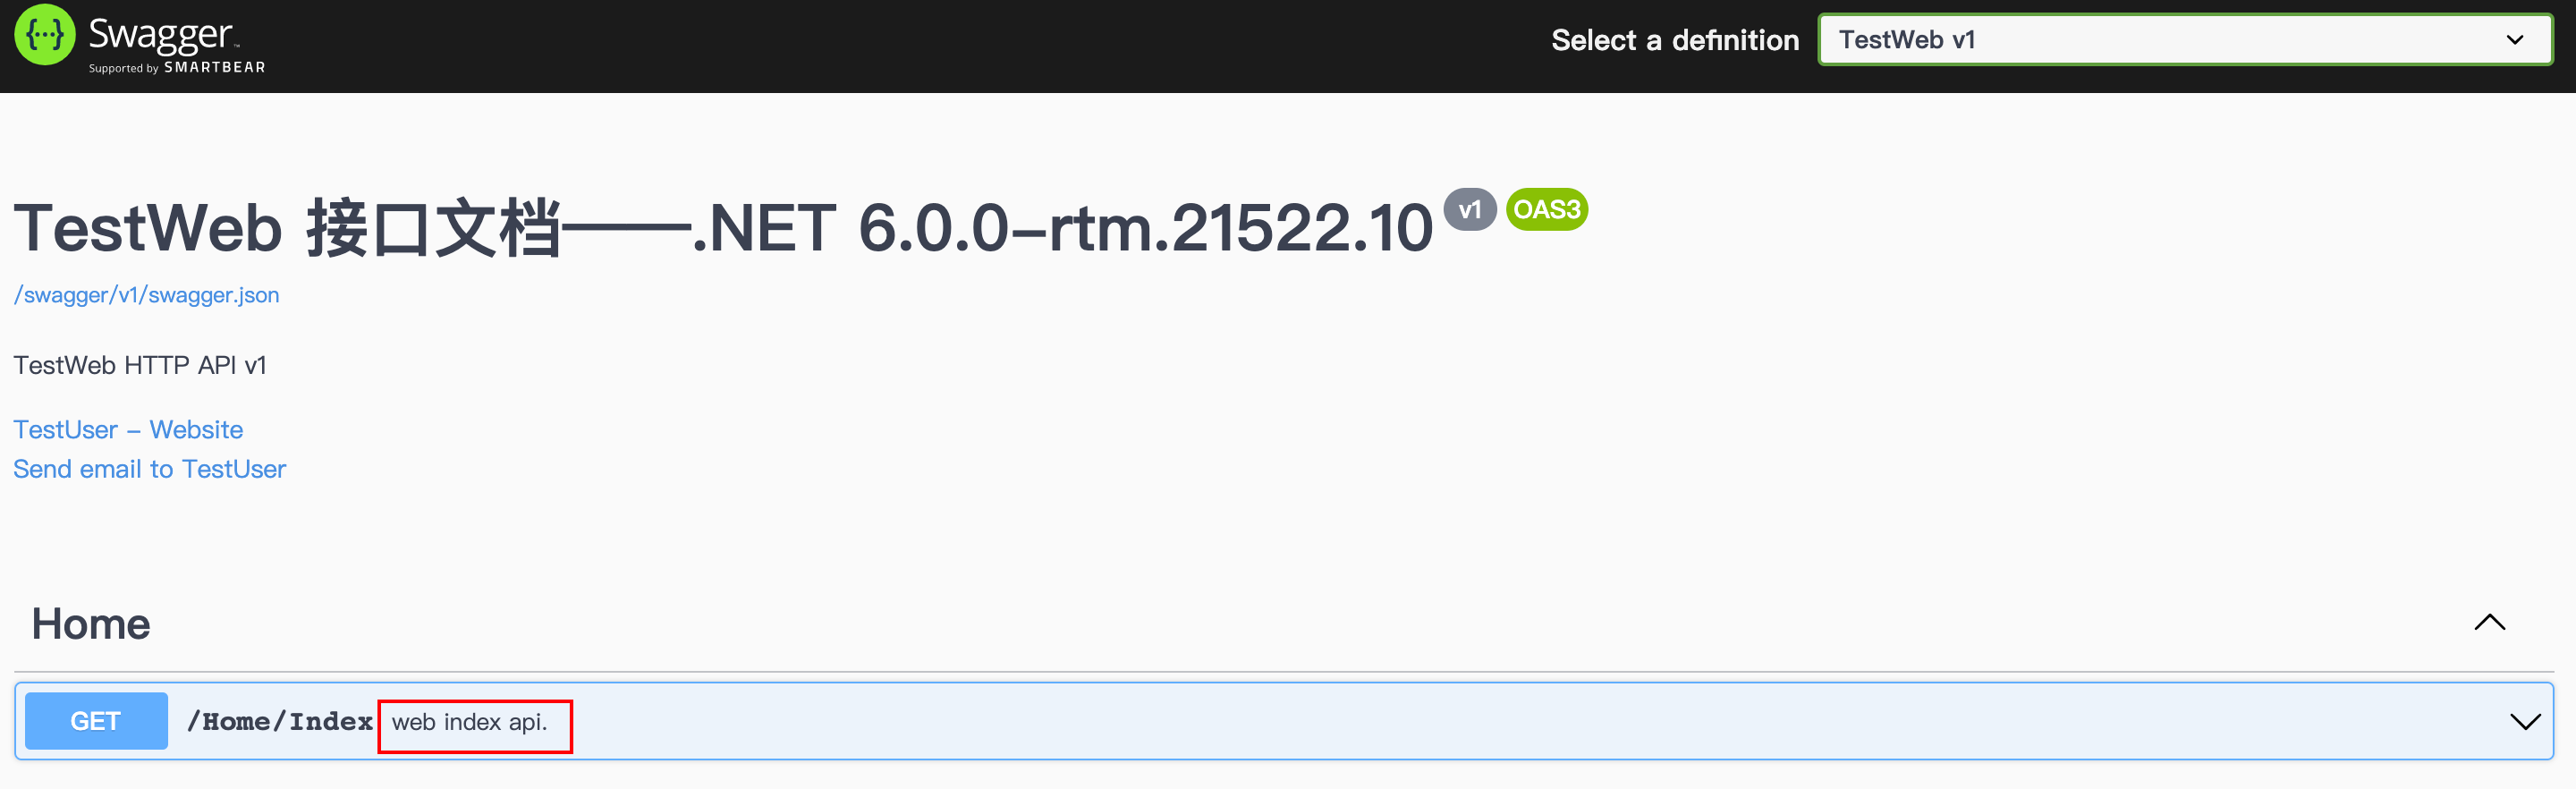 {...} Swagger™
Supported by SMARTBEAR
Select a definition
TestWeb v1
TestWeb 接口文档——.NET 6.0.0-rtm.21522.10 v1 OAS3
/swagger/v1/swagger.json
TestWeb HTTP API v1
TestUser - Website
Send email to TestUser
Home
GET /Home/Index web index api.